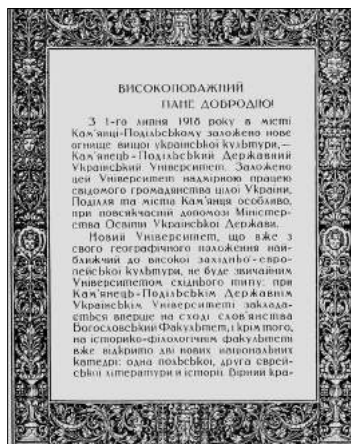 ВИСОКОПОВАЖНИЙ
ПАНЕ ДОБРОДІЮ!
З 1-го липня 1918 року в місті
Кам'янці-Подільському заложено нове
огнище вищої української культури,—
Кам'янець-Подільський Державний
Український Університет. Заложено
цей Університет надмірною працею
свідомого громадянства цілої України,
Поділля та міста Кам'янця особливо,
при повсякчасній допомозі Міністер-
ства Освіти Української Держави.
Новий Університет, що вже з
свого географічного положення най-
ближчий до високої західньо-евро-
пейської культури, не буде звичайним
Університетом східнього типу: при
Кам'янець-Подільськім Державнім
Українськім Університеті заклада-
ється вперше на сході слов'янства
Богословський Факультет, і крім того,
на історико-філологічнім факультеті
вже відкрито дві нових національних
катедрі: одна польської, друга єврей-
ської літератури й історії. Вірний кра-